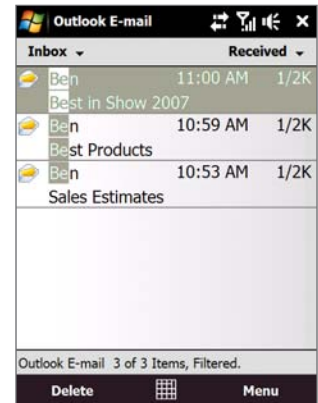 Outlook E-mail
Inbox Received
Ben 11:00 AM 1/2K
Best in Show 2007
Ben 10:59 AM 1/2K
Best Products
Ben 10:53 AM 1/2K
Sales Estimates
Outlook E-mail 3 of 3 Items, Filtered.
Delete Menu